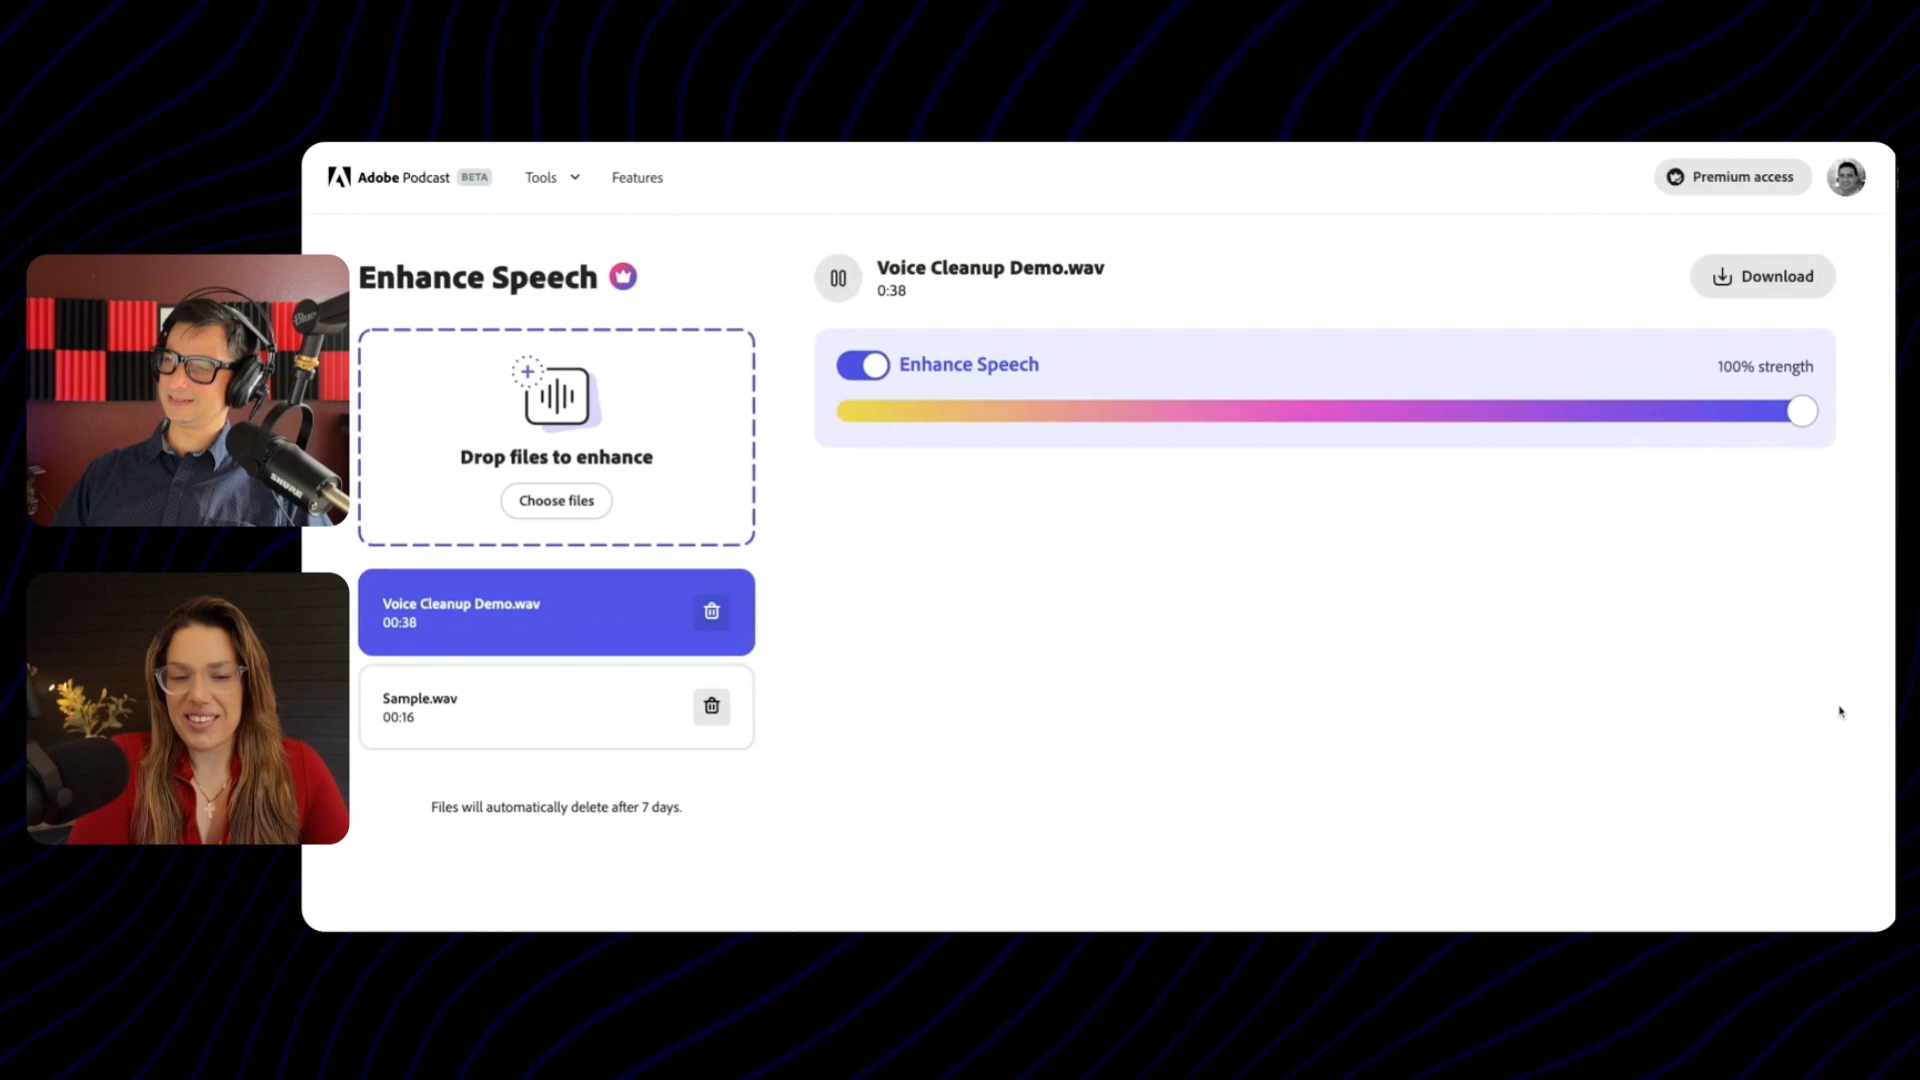 Adobe Podcast BETA
Tools
Features
Premium access
Enhance Speech
Drop files to enhance
Choose files
Voice Cleanup Demo.wav
00:38
Sample.wav
00:16
Files will automatically delete after 7 days.
Voice Cleanup Demo.wav
0:38
Download
Enhance Speech
100% strength
Blue
SHURE